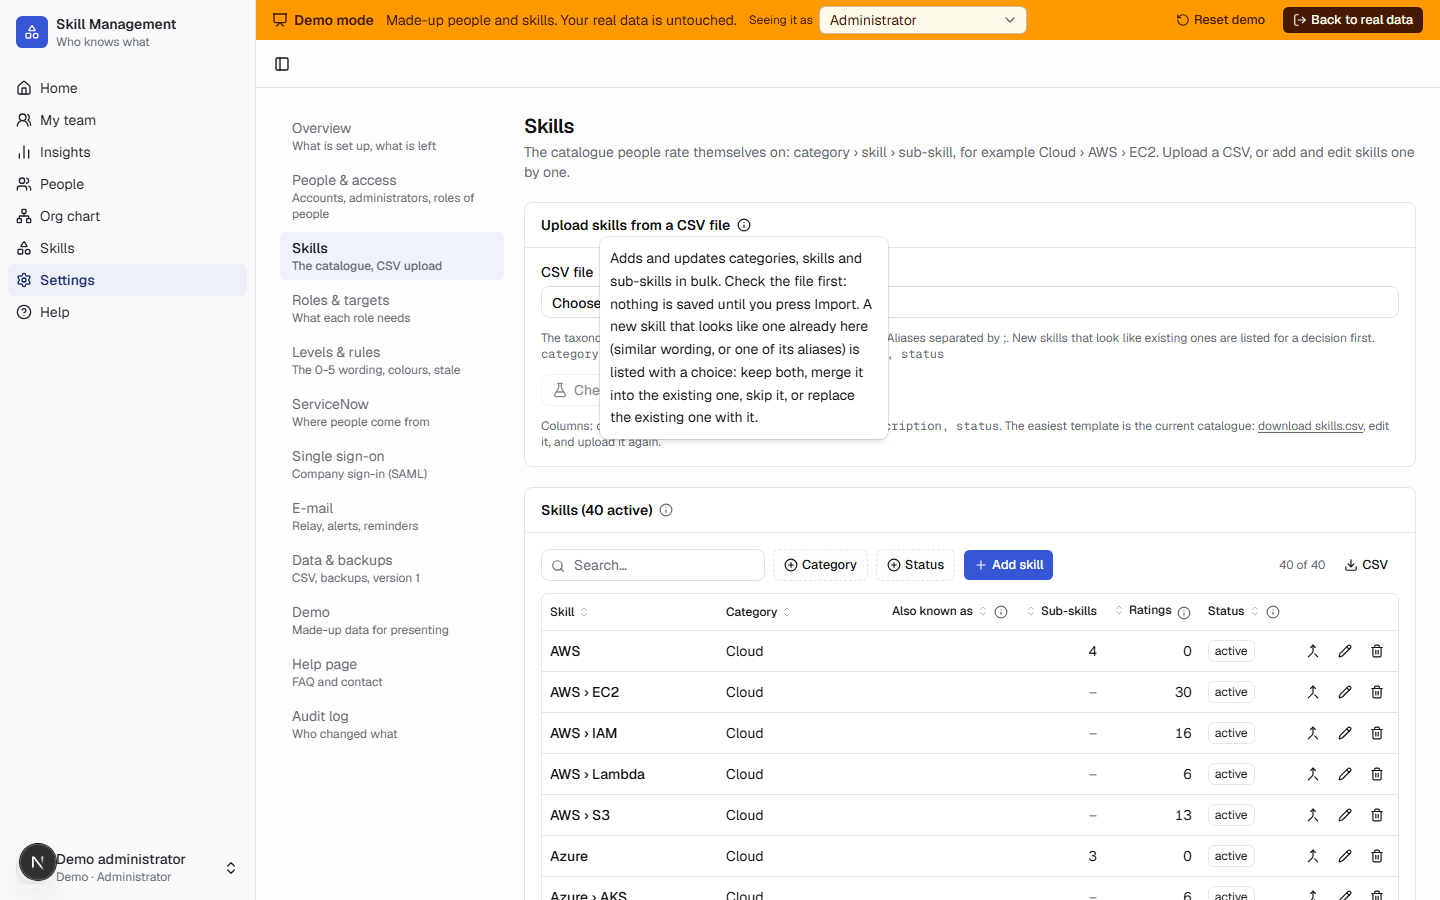 Skill Management
Who knows what
Home
My team
Insights
People
Org chart
Skills
Settings
Help
N
Demo administrator
Demo · Administrator
Demo mode Made-up people and skills. Your real data is untouched. Seeing it as Administrator Reset demo Back to real data
Overview
What is set up, what is left
People & access
Accounts, administrators, roles of
people
Skills
The catalogue, CSV upload
Roles & targets
What each role needs
Levels & rules
The 0-5 wording, colours, stale
ServiceNow
Where people come from
Single sign-on
Company sign-in (SAML)
E-mail
Relay, alerts, reminders
Data & backups
CSV, backups, version 1
Demo
Made-up data for presenting
Help page
FAQ and contact
Audit log
Who changed what
Skills
The catalogue people rate themselves on: category › skill › sub-skill, for example Cloud › AWS › EC2. Upload a CSV, or add and edit skills one
by one.
Upload skills from a CSV file
Adds and updates categories, skills and
sub-skills in bulk. Check the file first:
nothing is saved until you press Import. A
new skill that looks like one already here
(similar wording, or one of its aliases) is
listed with a choice: keep both, merge it
into the existing one, skip it, or replace
the existing one with it.
CSV file
Choose
The Aliases separated by ;. New skills that look like existing ones are listed for a decision first.
category , status
Columns: status. The easiest template is the current catalogue: download skills.csv, edit
it, and upload it again.
Skills (40 active)
Search... Category Status Add skill 40 of 40 CSV
Skill Category Also known as Sub-skills Ratings Status
AWS Cloud 4 0 active
AWS › EC2 Cloud – 30 active
AWS › IAM Cloud – 16 active
AWS › Lambda Cloud – 6 active
AWS › S3 Cloud – 13 active
Azure Cloud 3 0 active
Azure › AKS Cloud – 6 active